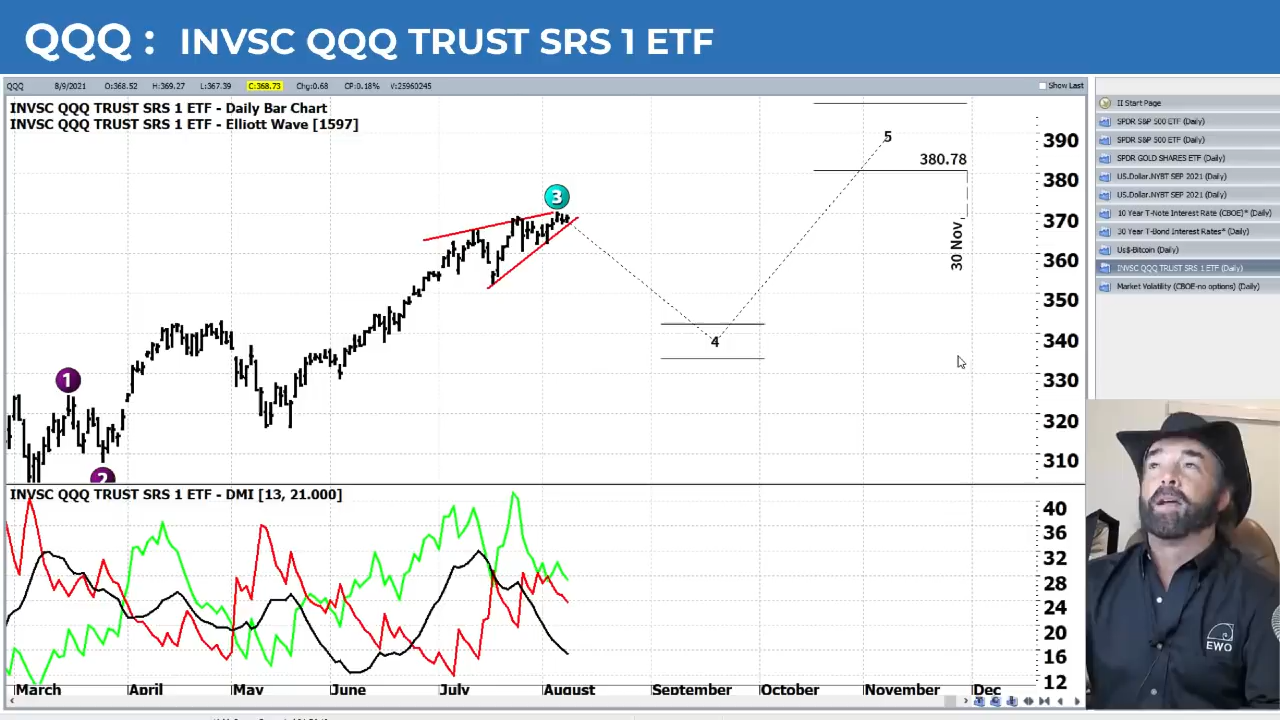 QQQ : INVSC QQQ TRUST SRS 1 ETF
QQQ 8/9/2021 O:368.52 H:369.27 L:367.39 C:368.73 Chg:0.68 CP:0.18% V:25960245 Show Last
INVSC QQQ TRUST SRS 1 ETF - Daily Bar Chart
INVSC QQQ TRUST SRS 1 ETF - Elliott Wave [1597]
1
2
3
4
5
380.78
30 Nov,
390
380
370
360
350
340
330
320
310
INVSC QQQ TRUST SRS 1 ETF - DMI [13, 21.000]
40
36
32
28
24
20
16
12
March April May June July August September October November Dec
II Start Page
SPDR S&P 500 ETF (Daily)
SPDR S&P 500 ETF (Daily)
SPDR GOLD SHARES ETF (Daily)
US.Dollar.NYBT SEP 2021 (Daily)
US.Dollar.NYBT SEP 2021 (Daily)
10 Year T-Note Interest Rate (CBOE)* (Daily)
30 Year T-Bond Interest Rates* (Daily)
Us$-Bitcoin (Daily)
INVSC QQQ TRUST SRS 1 ETF (Daily)
Market Volatility (CBOE-no options) (Daily)
EWO